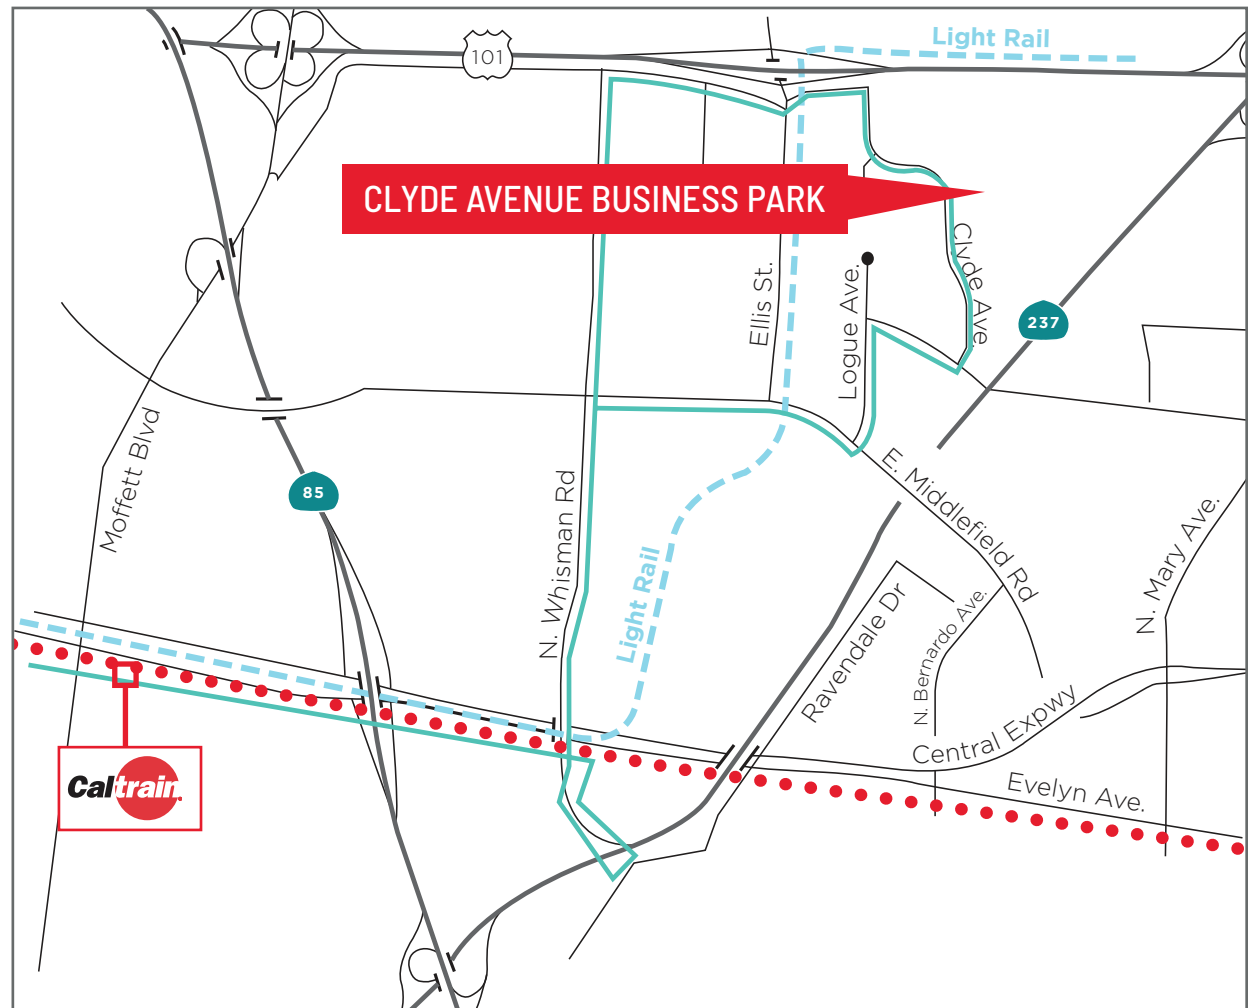 Light Rail
101
CLYDE AVENUE BUSINESS PARK
Clyde Ave.
Ellis St.
Logue Ave.
237
Moffett Blvd
85
N. Whisman Rd
E. Middlefield Rd
N. Mary Ave.
Light Rail
Ravendale Dr
N. Bernardo Ave.
Central Expwy
Evelyn Ave.
Caltrain